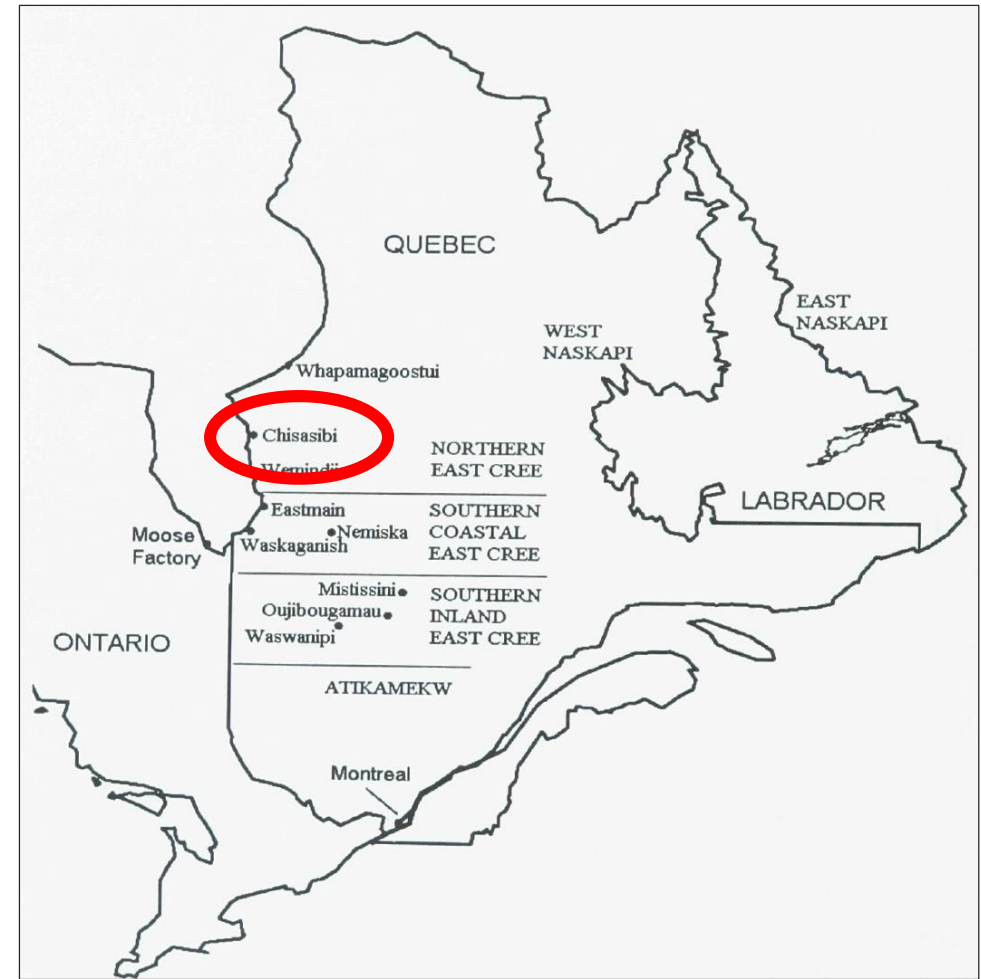 QUEBEC
EAST
NASKAPI
WEST
NASKAPI
Whapamagoostui
Chisasibi
NORTHERN
Wemindji
EAST CREE
Eastmain
SOUTHERN
LABRADOR
Moose
Factory
Nemiska
COASTAL
Waskaganish
EAST CREE
Mistissini
SOUTHERN
Oujibougamau
INLAND
ONTARIO
Waswanipi
EAST CREE
ATIKAMEKW
Montreal